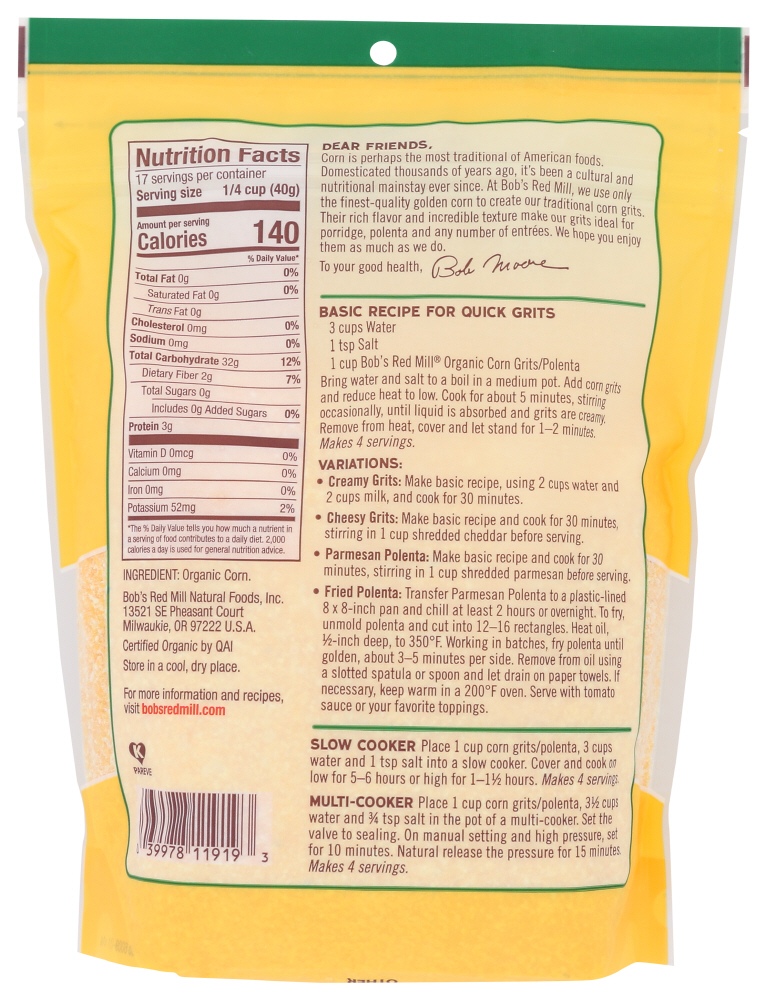 Nutrition Facts
17 servings per container
Serving size 1/4 cup (40g)
Amount per serving
Calories 140
% Daily Value*
Total Fat 0g 0%
Saturated Fat 0g 0%
Trans Fat 0g
Cholesterol 0mg 0%
Sodium 0mg 0%
Total Carbohydrate 32g 12%
Dietary Fiber 2g 7%
Total Sugars 0g
Includes 0g Added Sugars 0%
Protein 3g
Vitamin D 0mcg 0%
Calcium 0mg 0%
Iron 0mg 0%
Potassium 52mg 2%
*The % Daily Value tells you how much a nutrient in
a serving of food contributes to a daily diet. 2,000
calories a day is used for general nutrition advice.
INGREDIENT: Organic Corn.
Bob's Red Mill Natural Foods, Inc.
13521 SE Pheasant Court
Milwaukie, OR 97222 U.S.A.
Certified Organic by QAI
Store in a cool, dry place.
For more information and recipes,
visit bobsredmill.com
K
PAREVE
39978 11919 3
DEAR FRIENDS,
Corn is perhaps the most traditional of American foods.
Domesticated thousands of years ago, it's been a cultural and
nutritional mainstay ever since. At Bob's Red Mill, we use only
the finest-quality golden corn to create our traditional corn grits.
Their rich flavor and incredible texture make our grits ideal for
porridge, polenta and any number of entrées. We hope you enjoy
them as much as we do.
To your good health, Bob Moore
BASIC RECIPE FOR QUICK GRITS
3 cups Water
1 tsp Salt
1 cup Bob's Red Mill® Organic Corn Grits/Polenta
Bring water and salt to a boil in a medium pot. Add corn grits
and reduce heat to low. Cook for about 5 minutes, stirring
occasionally, until liquid is absorbed and grits are creamy.
Remove from heat, cover and let stand for 1–2 minutes.
Makes 4 servings.
VARIATIONS:
• Creamy Grits: Make basic recipe, using 2 cups water and
2 cups milk, and cook for 30 minutes.
• Cheesy Grits: Make basic recipe and cook for 30 minutes,
stirring in 1 cup shredded cheddar before serving.
• Parmesan Polenta: Make basic recipe and cook for 30
minutes, stirring in 1 cup shredded parmesan before serving.
• Fried Polenta: Transfer Parmesan Polenta to a plastic-lined
8 x 8-inch pan and chill at least 2 hours or overnight. To fry,
unmold polenta and cut into 12–16 rectangles. Heat oil,
½-inch deep, to 350°F. Working in batches, fry polenta until
golden, about 3–5 minutes per side. Remove from oil using
a slotted spatula or spoon and let drain on paper towels. If
necessary, keep warm in a 200°F oven. Serve with tomato
sauce or your favorite toppings.
SLOW COOKER Place 1 cup corn grits/polenta, 3 cups
water and 1 tsp salt into a slow cooker. Cover and cook on
low for 5–6 hours or high for 1–1½ hours. Makes 4 servings.
MULTI-COOKER Place 1 cup corn grits/polenta, 3½ cups
water and ¾ tsp salt in the pot of a multi-cooker. Set the
valve to sealing. On manual setting and high pressure, set
for 10 minutes. Natural release the pressure for 15 minutes.
Makes 4 servings.